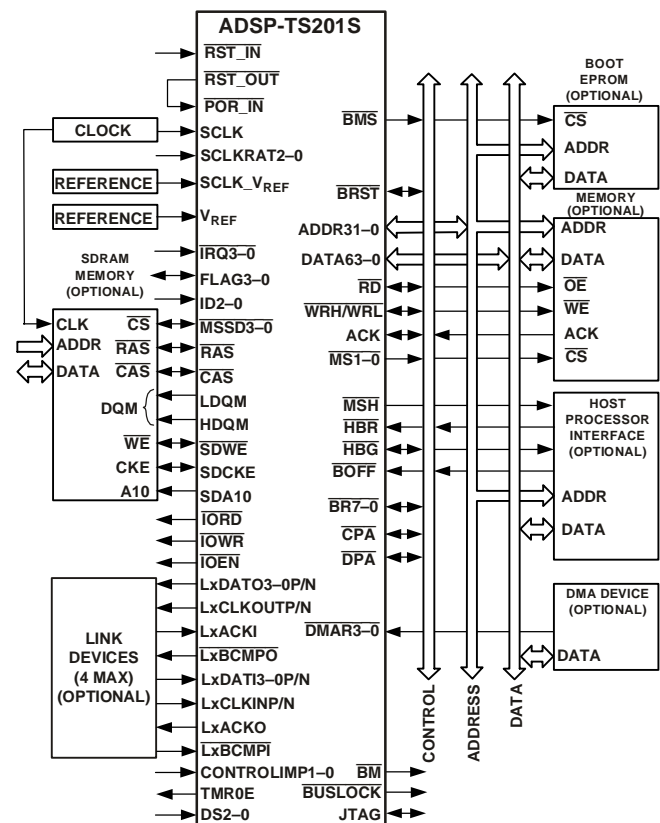 ADSP-TS201S
RST_IN
RST_OUT
POR_IN
CLOCK
SCLK
SCLKRAT2–0
REFERENCE
SCLK_VREF
REFERENCE
VREF
IRQ3–0
SDRAM
MEMORY
(OPTIONAL)
FLAG3–0
ID2–0
CLK
CS
MSSD3–0
ADDR
RAS
RAS
DATA
CAS
CAS
DQM
LDQM
HDQM
WE
SDWE
CKE
SDCKE
A10
SDA10
IORD
IOWR
IOEN
LINK
DEVICES
(4 MAX)
(OPTIONAL)
LxDATO3–0P/N
LxCLKOUTP/N
LxACKI
LxBCMPO
LxDATI3–0P/N
LxCLKINP/N
LxACKO
LxBCMPI
CONTROLIMP1–0
TMR0E
DS2–0
BMS
BRST
ADDR31–0
DATA63–0
RD
WRH/WRL
ACK
MS1–0
MSH
HBR
HBG
BOFF
BR7–0
CPA
DPA
DMAR3–0
BM
BUSLOCK
JTAG
CONTROL
ADDRESS
DATA
BOOT
EPROM
(OPTIONAL)
CS
ADDR
DATA
MEMORY
(OPTIONAL)
ADDR
DATA
OE
WE
ACK
CS
HOST
PROCESSOR
INTERFACE
(OPTIONAL)
ADDR
DATA
DMA DEVICE
(OPTIONAL)
DATA